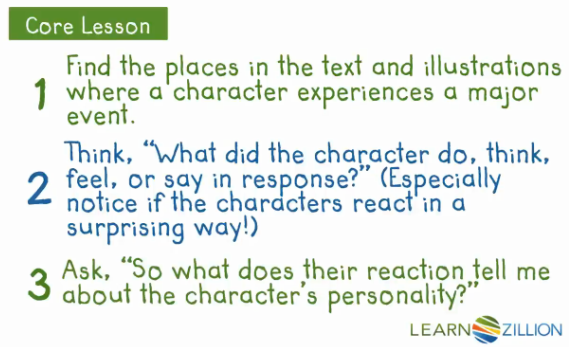 Core Lesson
1 Find the places in the text and illustrations
where a character experiences a major
event.
Think, “What did the character do, think,
2 feel, or say in response?” (Especially
notice if the characters react in a
surprising way!)
3 Ask, “So what does their reaction tell me
about the character's personality?”
LEARN ZILLION